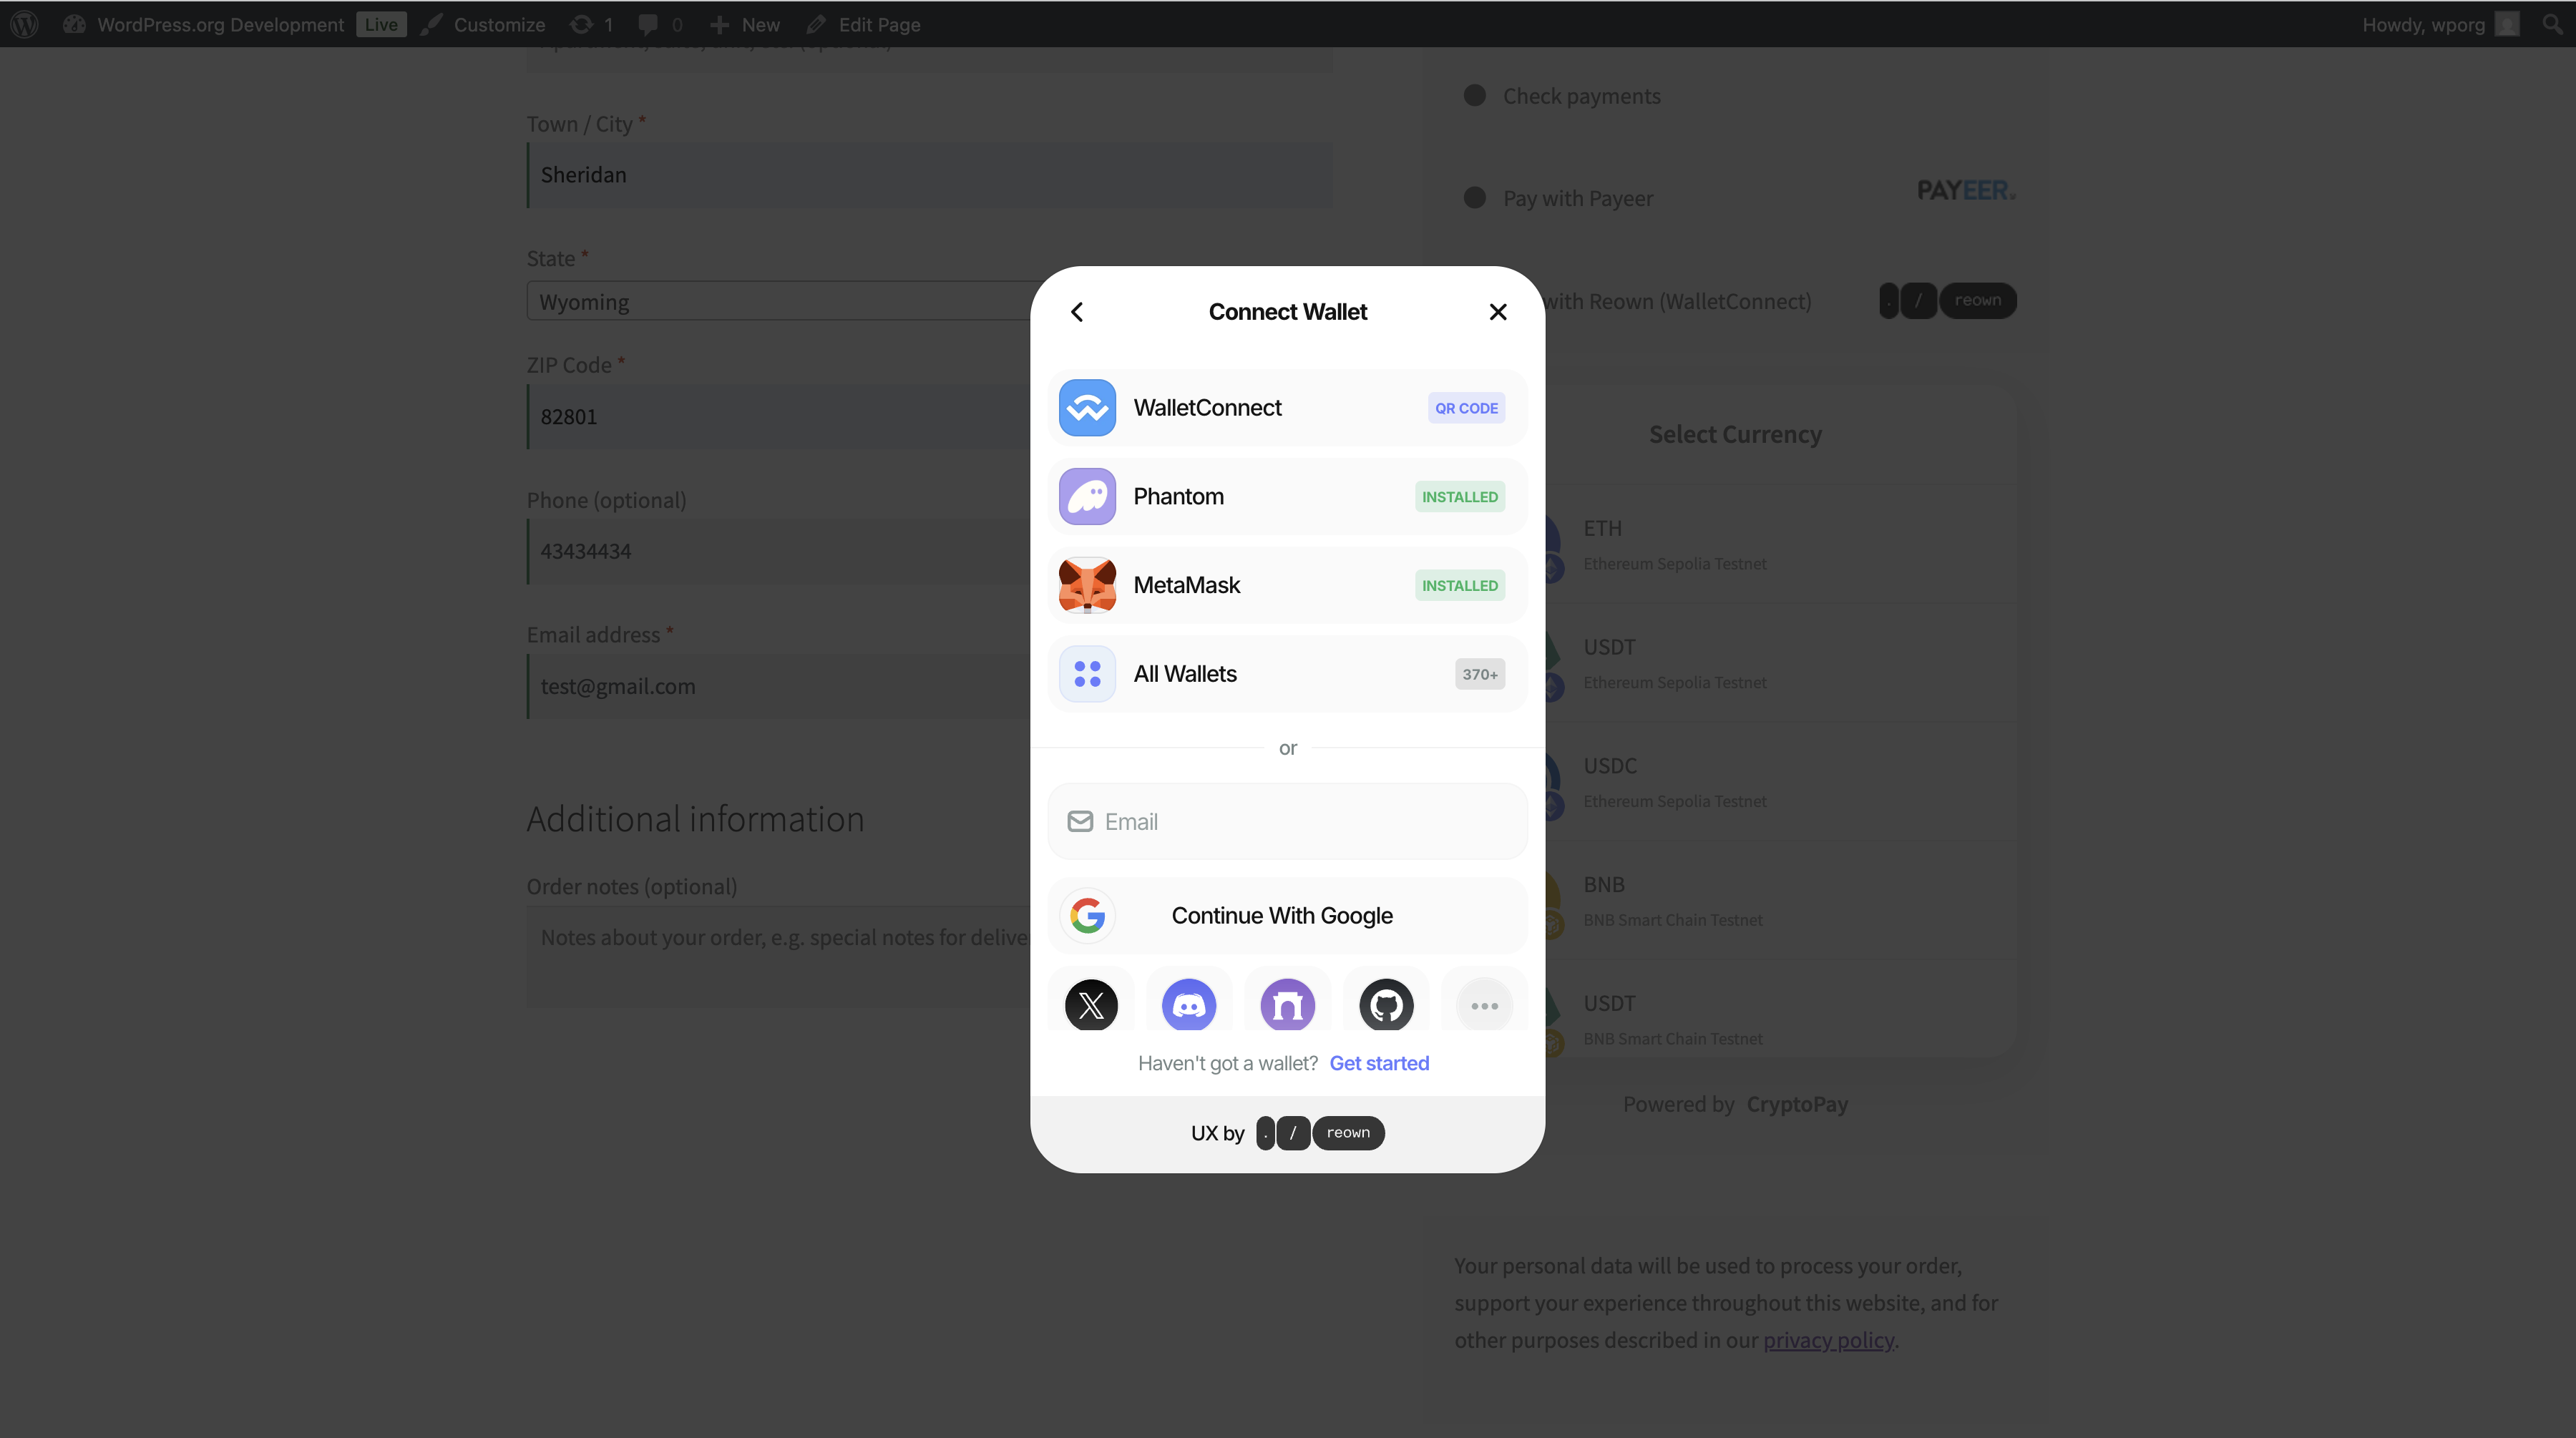 WordPress.org Development Live Customize 1 0 New Edit Page Howdy, wporg
Town / City *
Sheridan
State *
Wyoming
ZIP Code *
82801
Phone (optional)
43434434
Email address *
test@gmail.com
Additional information
Order notes (optional)
Notes about your order, e.g. special notes for delive
Check payments
Pay with Payeer PAYEER
with Reown (WalletConnect) . / reown
Select Currency
ETH
Ethereum Sepolia Testnet
USDT
Ethereum Sepolia Testnet
USDC
Ethereum Sepolia Testnet
BNB
BNB Smart Chain Testnet
USDT
BNB Smart Chain Testnet
Powered by CryptoPay
Your personal data will be used to process your order,
support your experience throughout this website, and for
other purposes described in our privacy policy.
Connect Wallet
WalletConnect QR CODE
Phantom INSTALLED
MetaMask INSTALLED
All Wallets 370+
or
Email
Continue With Google
Haven't got a wallet? Get started
UX by . / reown